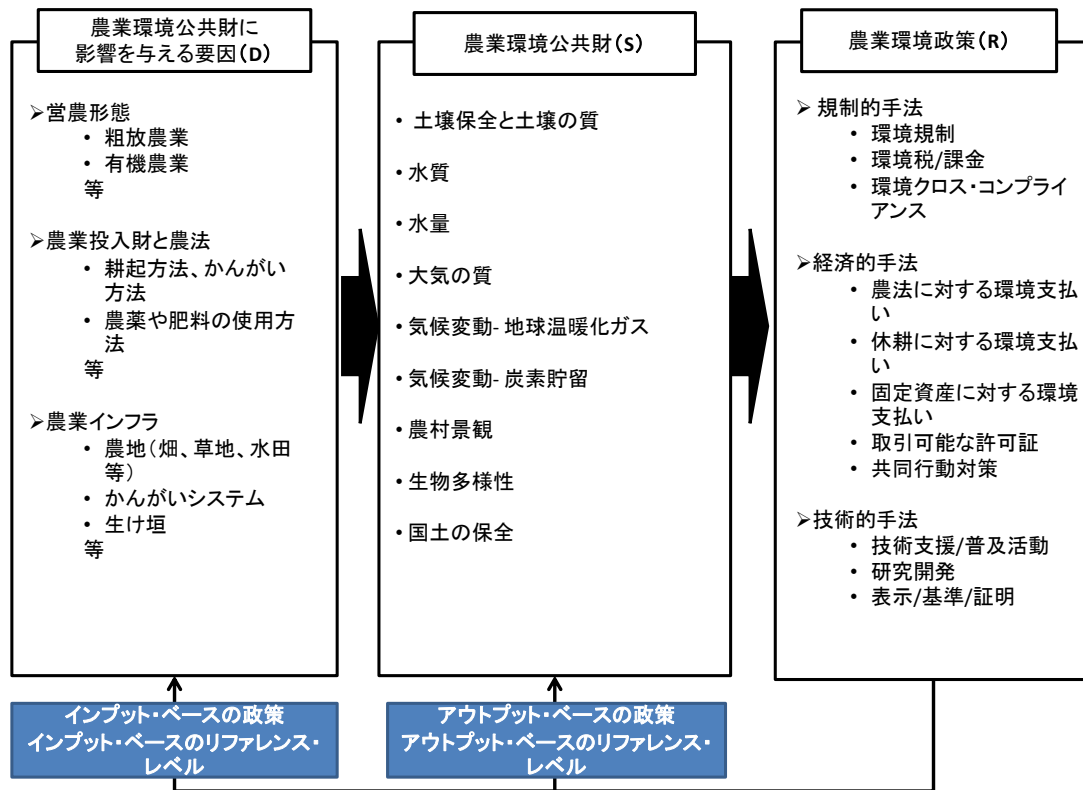 農業環境公共財に
影響を与える要因(D)
➢営農形態
• 粗放農業
• 有機農業
等
➢農業投入財と農法
• 耕起方法、かんがい
方法
• 農薬や肥料の使用方
法
等
➢農業インフラ
• 農地(畑、草地、水田
等)
• かんがいシステム
• 生け垣
等
農業環境公共財(S)
• 土壌保全と土壌の質
• 水質
• 水量
• 大気の質
• 気候変動- 地球温暖化ガス
• 気候変動- 炭素貯留
• 農村景観
• 生物多様性
• 国土の保全
農業環境政策(R)
➢規制的手法
• 環境規制
• 環境税/課金
• 環境クロス・コンプライ
アンス
➢経済的手法
• 農法に対する環境支払
い
• 休耕に対する環境支払
い
• 固定資産に対する環境
支払い
• 取引可能な許可証
• 共同行動対策
➢技術的手法
• 技術支援/普及活動
• 研究開発
• 表示/基準/証明
インプット・ベースの政策
インプット・ベースのリファレンス・
レベル
アウトプット・ベースの政策
アウトプット・ベースのリファレンス・
レベル